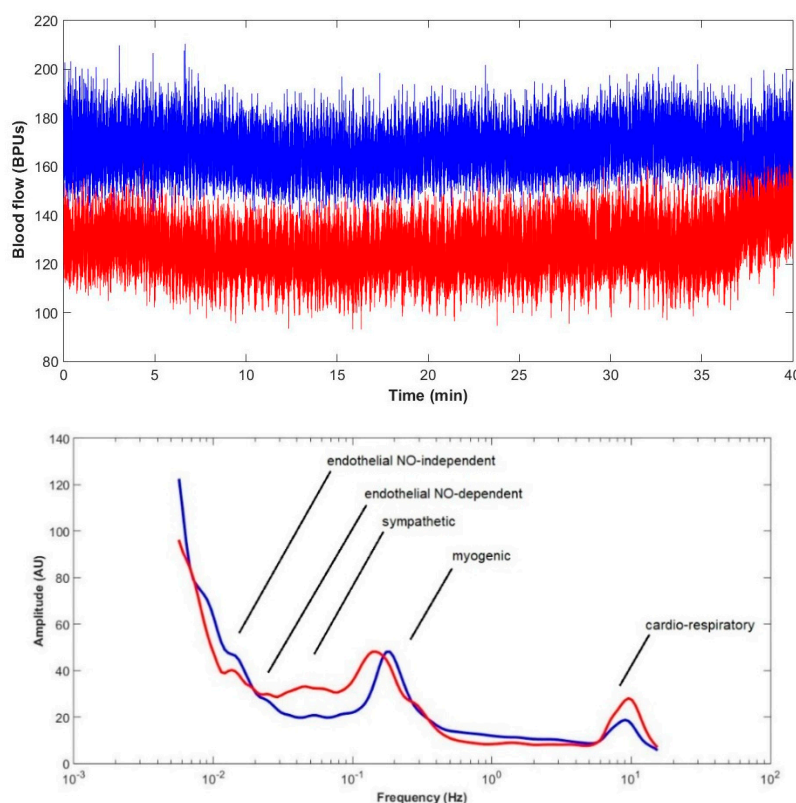 220
200
180
160
140
120
100
80
Blood flow (BPUs)
0 5 10 15 20 25 30 35 40
Time (min)
140
120
100
80
60
40
20
0
Amplitude (AU)
endothelial NO-independent
endothelial NO-dependent
sympathetic
myogenic
cardio-respiratory
10-3 10-2 10-1 100 101 102
Frequency (Hz)